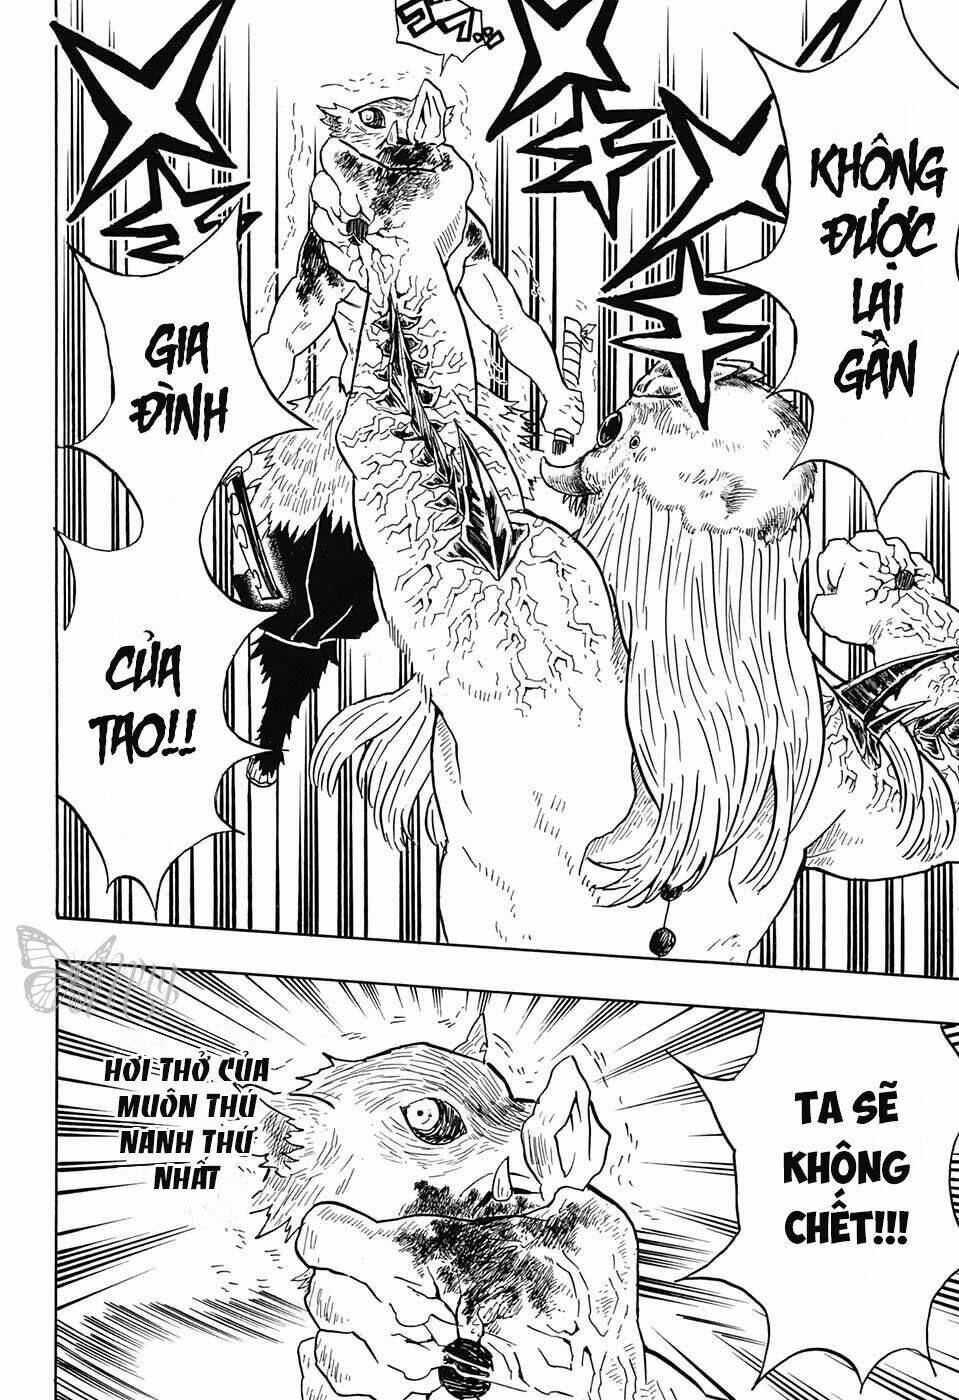 KHÔNG
ĐƯỢC
LẠI
GẦN
GIA
ĐÌNH
CỦA
TAO!!
TA SẼ
KHÔNG
CHẾT!!!
HƠI THỞ CỦA
MUÔN THÚ
NANH THỨ
NHẤT